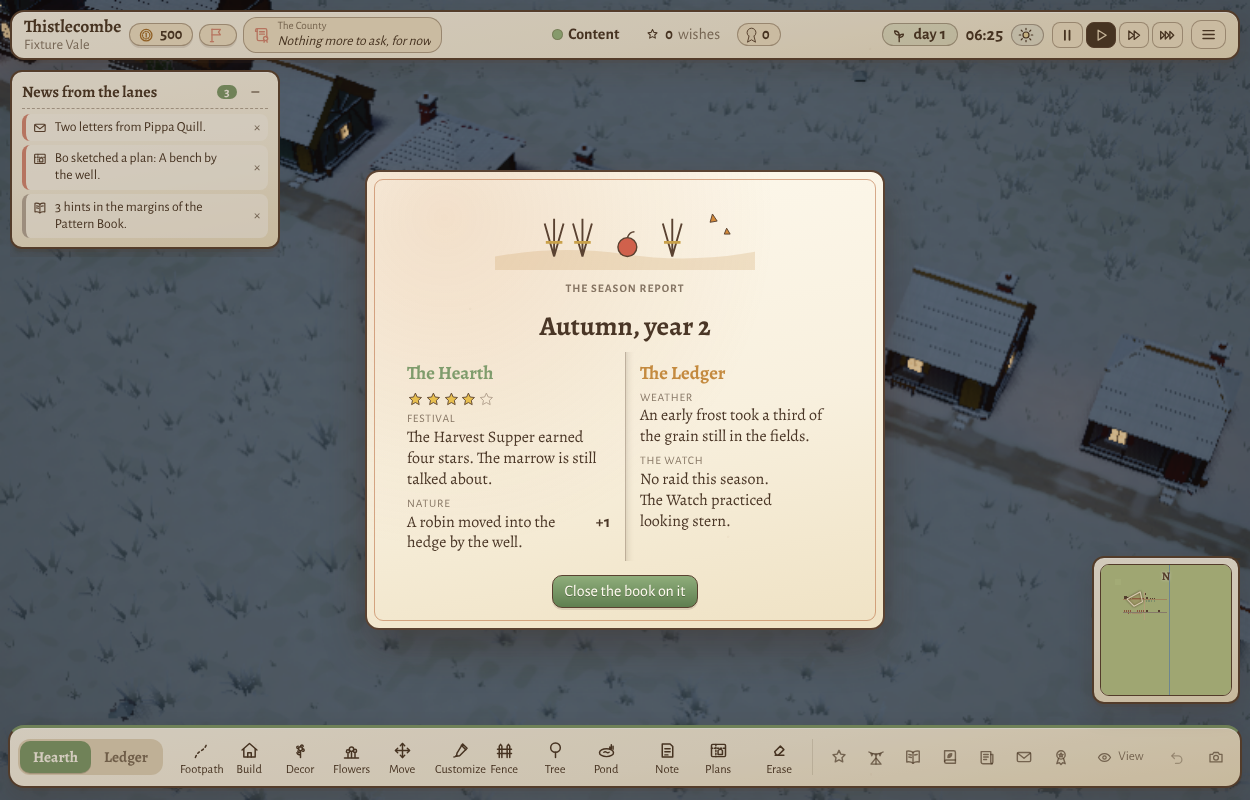 Thistlecombe
Fixture Vale
500
The County
Nothing more to ask, for now
Content
0 wishes
0
day 1
06:25
News from the lanes
3
Two letters from Pippa Quill.
Bo sketched a plan: A bench by
the well.
3 hints in the margins of the
Pattern Book.
THE SEASON REPORT
Autumn, year 2
The Hearth
FESTIVAL
The Harvest Supper earned
four stars. The marrow is still
talked about.
NATURE
A robin moved into the +1
hedge by the well.
The Ledger
WEATHER
An early frost took a third of
the grain still in the fields.
THE WATCH
No raid this season.
The Watch practiced
looking stern.
Close the book on it
N
Hearth
Ledger
Footpath
Build
Decor
Flowers
Move
Customize
Fence
Tree
Pond
Note
Plans
Erase
View